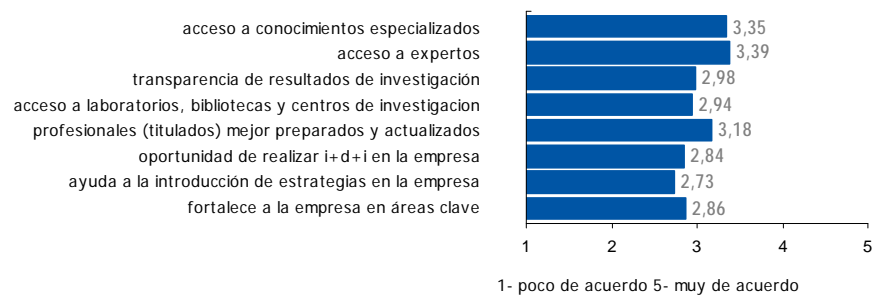 acceso a conocimientos especializados 3,35
acceso a expertos 3,39
transparencia de resultados de investigación 2,98
acceso a laboratorios, bibliotecas y centros de investigacion 2,94
profesionales (titulados) mejor preparados y actualizados 3,18
oportunidad de realizar i+d+i en la empresa 2,84
ayuda a la introducción de estrategias en la empresa 2,73
fortalece a la empresa en áreas clave 2,86
1 2 3 4 5
1- poco de acuerdo 5- muy de acuerdo